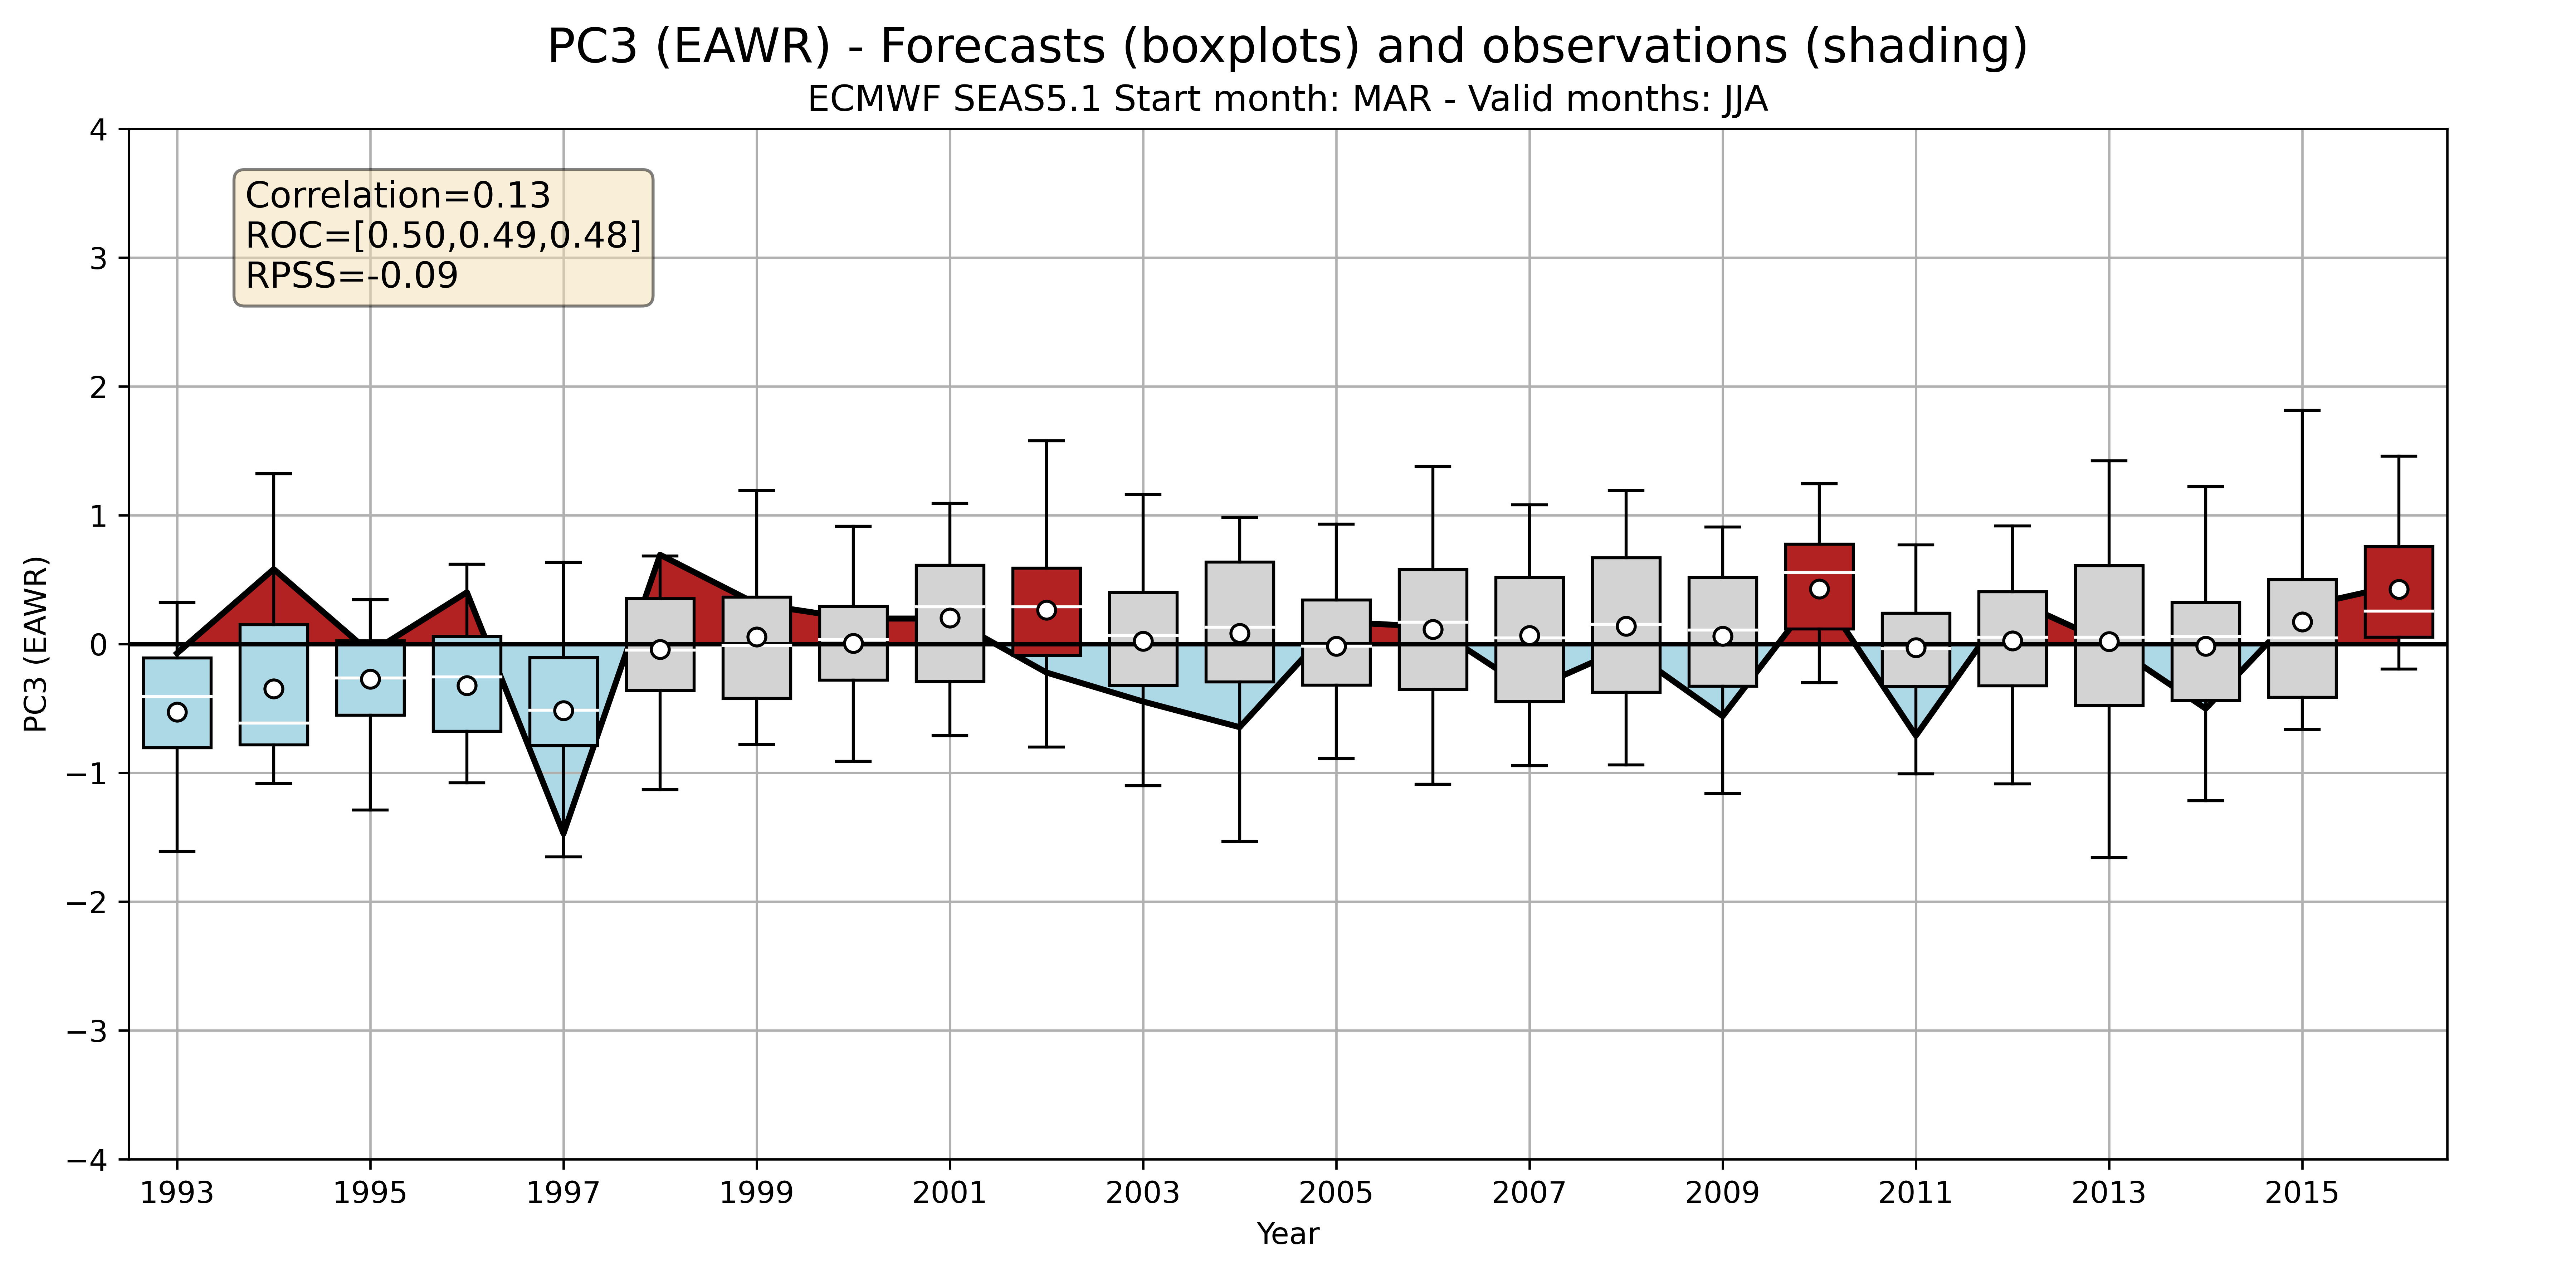 PC3 (EAWR) - Forecasts (boxplots) and observations (shading)
ECMWF SEAS5.1 Start month: MAR - Valid months: JJA
Correlation=0.13
ROC=[0.50,0.49,0.48]
RPSS=-0.09
PC3 (EAWR)
4
3
2
1
0
−1
−2
−3
−4
1993 1995 1997 1999 2001 2003 2005 2007 2009 2011 2013 2015
Year